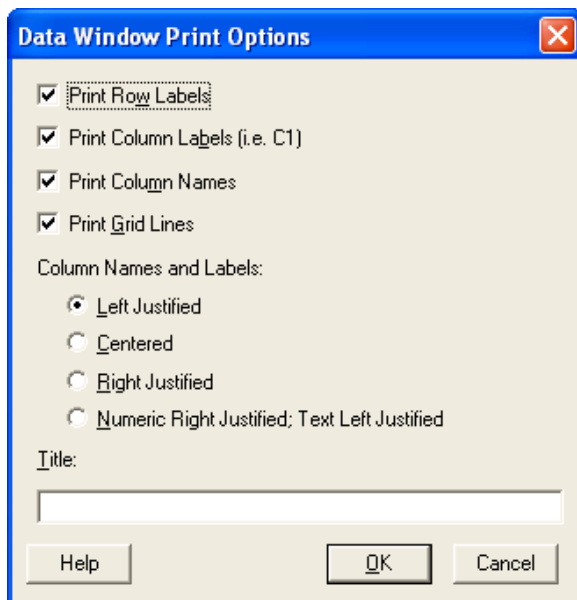 Data Window Print Options
Print Row Labels
Print Column Labels (i.e. C1)
Print Column Names
Print Grid Lines
Column Names and Labels:
Left Justified
Centered
Right Justified
Numeric Right Justified; Text Left Justified
Title:
Help OK Cancel